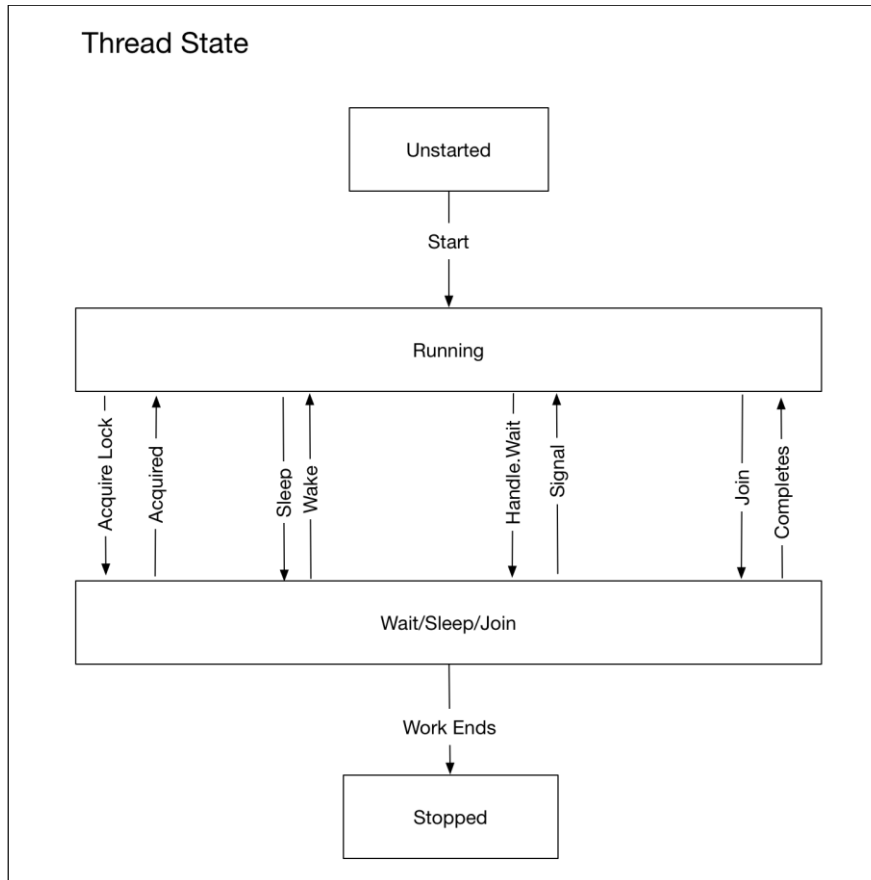 Thread State
Unstarted
Start
Running
Acquire Lock
Acquired
Sleep
Wake
Handle.Wait
Signal
Join
Completes
Wait/Sleep/Join
Work Ends
Stopped